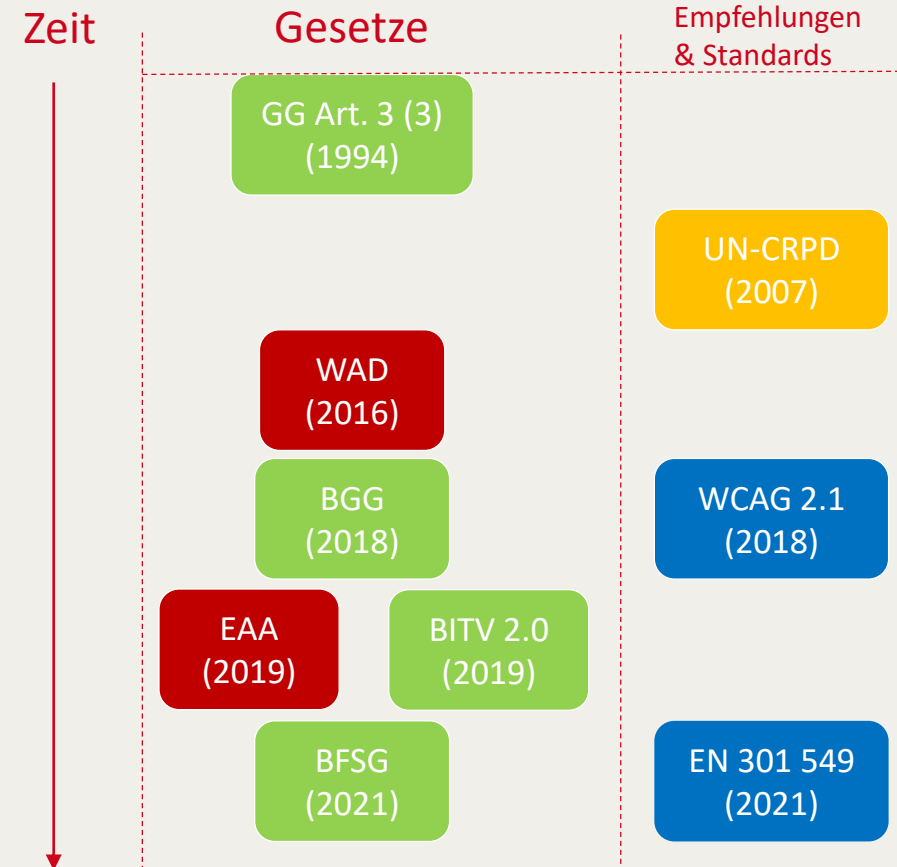 Zeit
Gesetze
Empfehlungen
& Standards
GG Art. 3 (3)
(1994)
UN-CRPD
(2007)
WAD
(2016)
BGG
(2018)
WCAG 2.1
(2018)
EAA
(2019)
BITV 2.0
(2019)
BFSG
(2021)
EN 301 549
(2021)